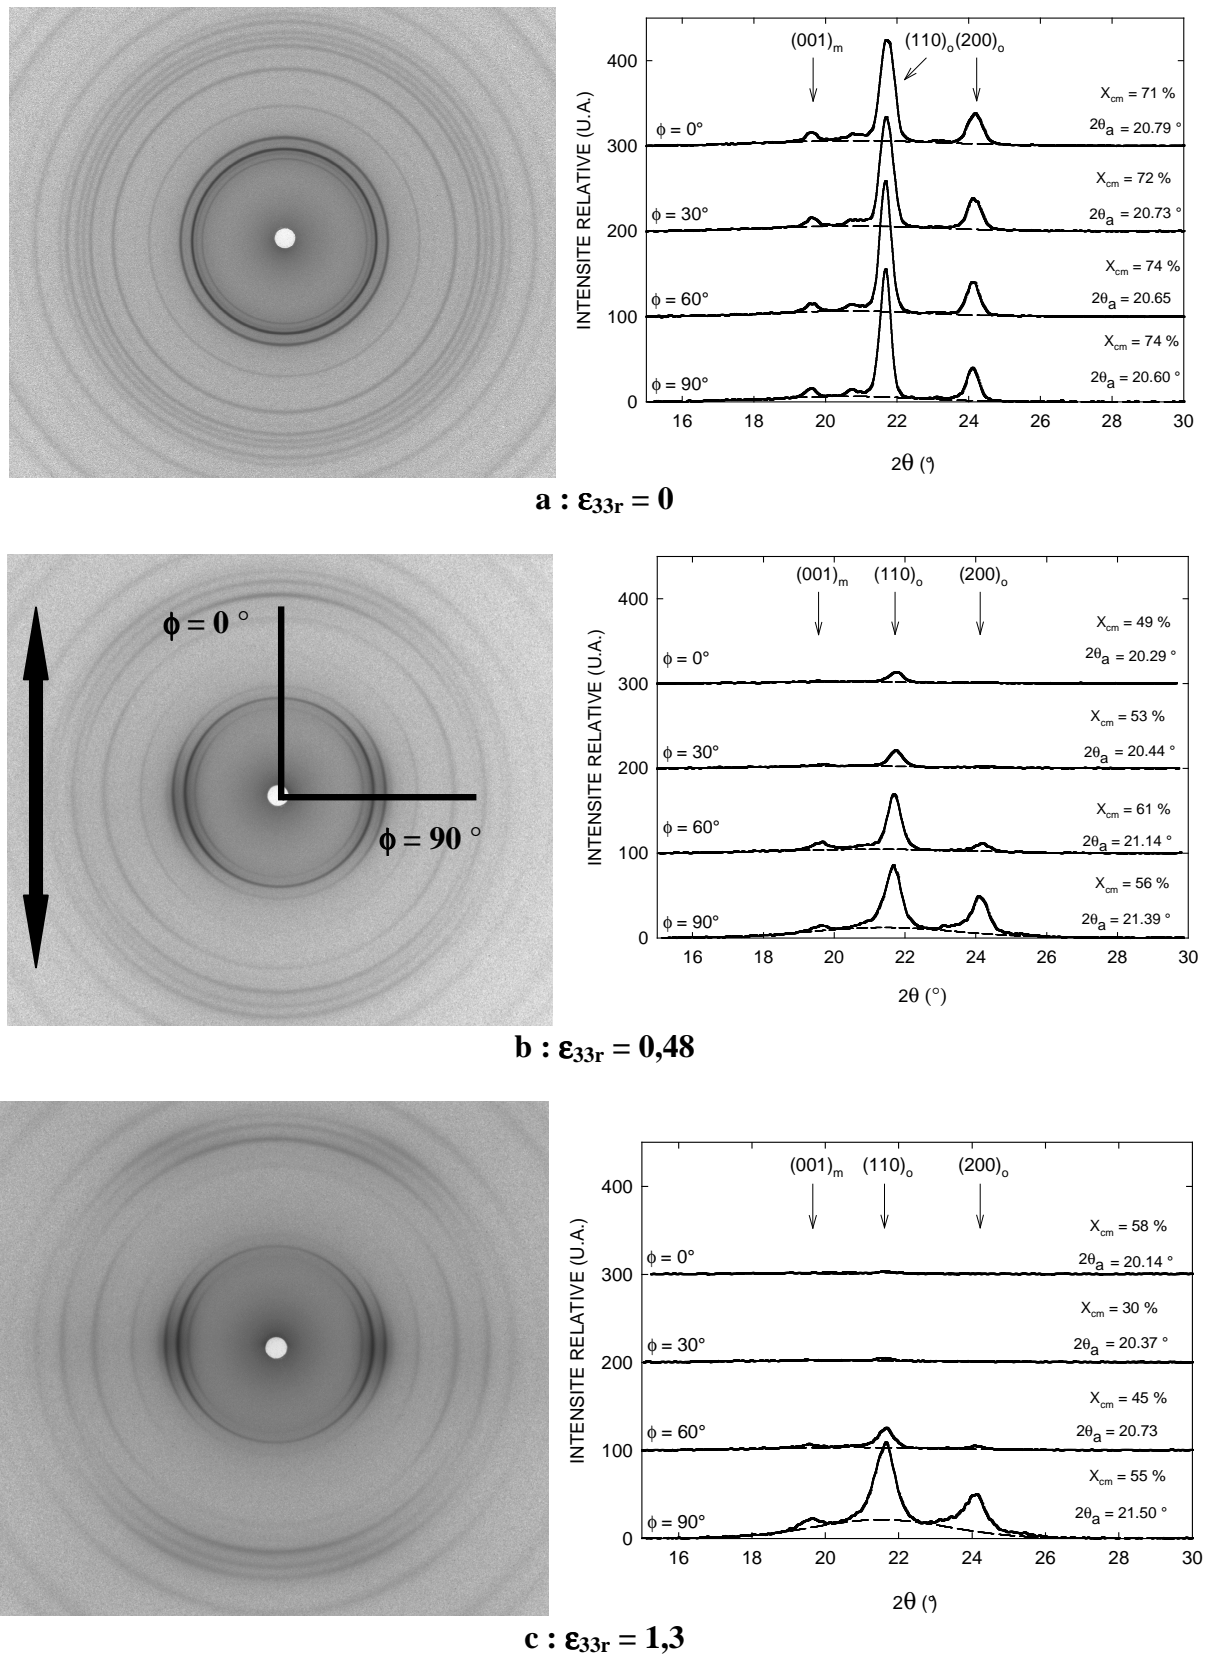 (001)m (110)o (200)o
400
Xcm = 71 %
ϕ = 0°
2θa = 20.79 °
300
Xcm = 72 %
ϕ = 30°
2θa = 20.73 °
200
Xcm = 74 %
ϕ = 60°
2θa = 20.65
100
Xcm = 74 %
ϕ = 90°
2θa = 20.60 °
0
16 18 20 22 24 26 28 30
2θ (°)
INTENSITE RELATIVE (U.A.)
a : ε33r = 0
ϕ = 0 °
ϕ = 90 °
(001)m (110)o (200)o
400
Xcm = 49 %
ϕ = 0°
2θa = 20.29 °
300
Xcm = 53 %
ϕ = 30°
2θa = 20.44 °
200
Xcm = 61 %
ϕ = 60°
2θa = 21.14 °
100
Xcm = 56 %
ϕ = 90°
2θa = 21.39 °
0
16 18 20 22 24 26 28 30
2θ (°)
INTENSITE RELATIVE (U.A.)
b : ε33r = 0,48
(001)m (110)o (200)o
400
Xcm = 58 %
ϕ = 0°
2θa = 20.14 °
300
Xcm = 30 %
ϕ = 30°
2θa = 20.37 °
200
Xcm = 45 %
ϕ = 60°
2θa = 20.73
100
Xcm = 55 %
ϕ = 90°
2θa = 21.50 °
0
16 18 20 22 24 26 28 30
2θ (°)
INTENSITE RELATIVE (U.A.)
c : ε33r = 1,3